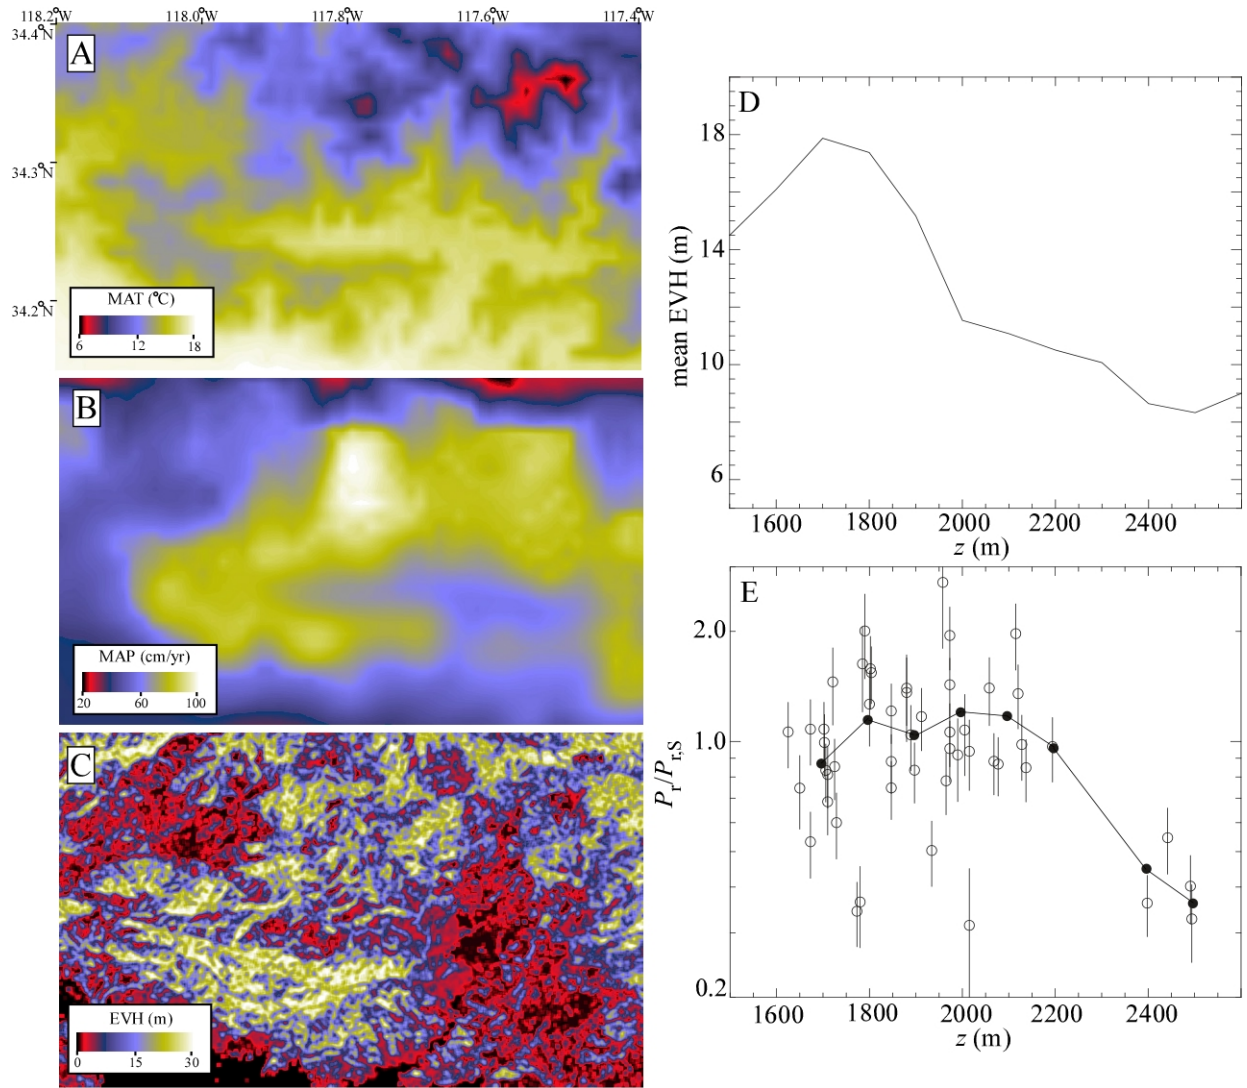 118.2°W 118.0°W 117.8°W 117.6°W 117.4°W
34.4°N
A
34.3°N
34.2°N
MAT (°C)
6 12 18
B
MAP (cm/yr)
20 60 100
C
EVH (m)
0 15 30
D
18
14
10
6
mean EVH (m)
1600 1800 2000 2200 2400
z (m)
E
2.0
1.0
0.2
Pr/Pr,S
1600 1800 2000 2200 2400
z (m)